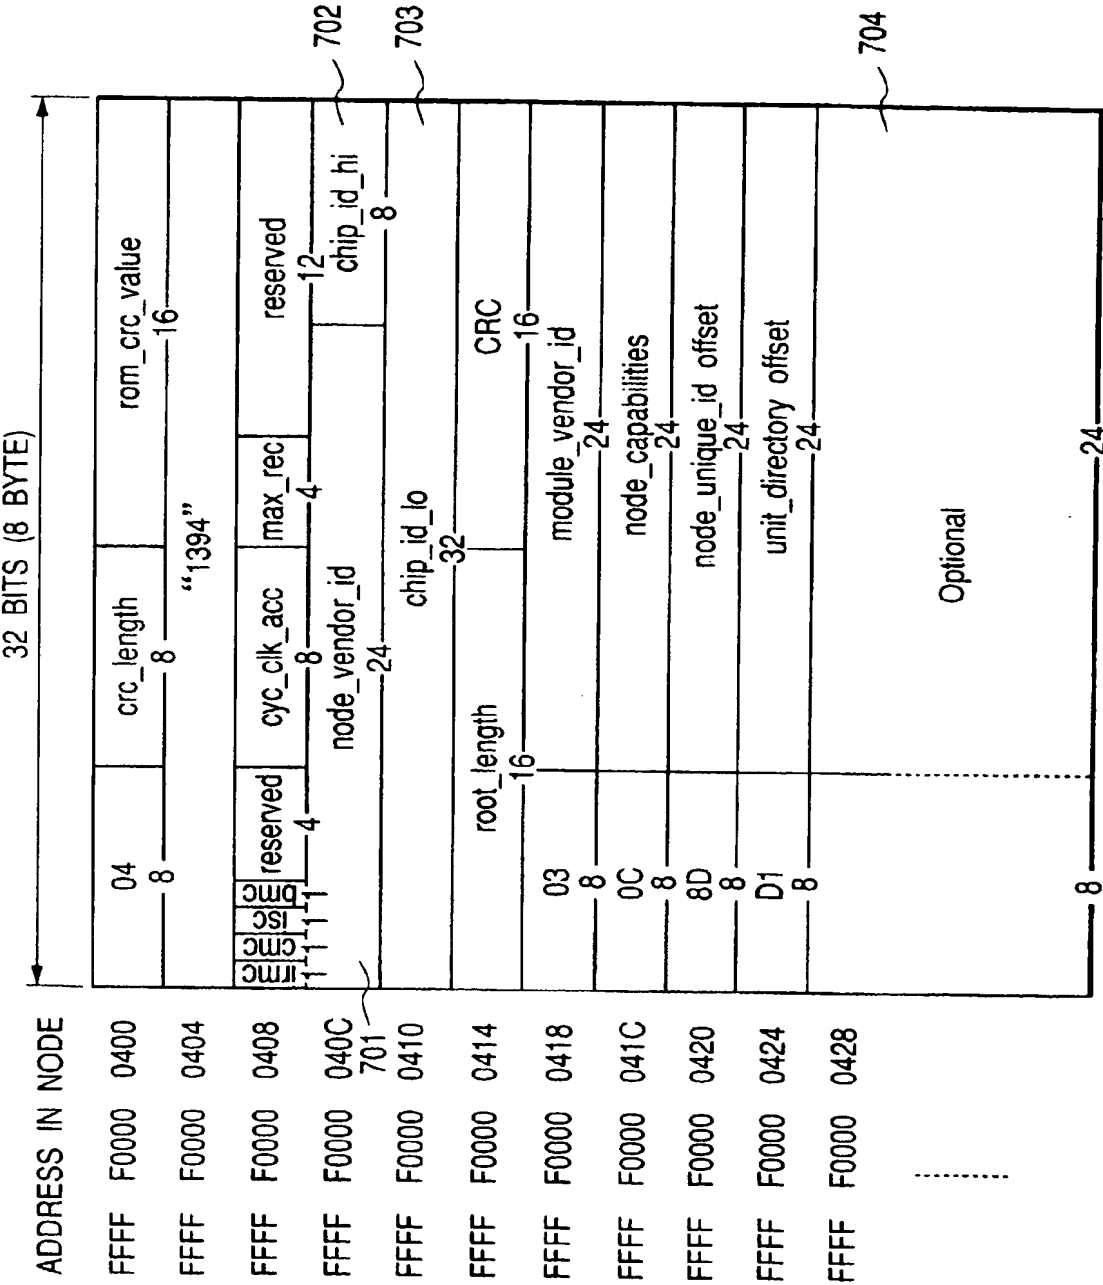 32 BITS (8 BYTE)
ADDRESS IN NODE
FFFF F0000 0400
04
8
crc_length
8
rom_crc_value
16
FFFF F0000 0404
“1394”
FFFF F0000 0408
irmc
1
cmc
1
isc
1
bmc
1
reserved
4
cyc_clk_acc
8
max_rec
4
reserved
12
FFFF F0000 040C
701
node_vendor_id
24
chip_id_hi
8
702
FFFF F0000 0410
chip_id_lo
32
703
FFFF F0000 0414
root_length
16
CRC
16
FFFF F0000 0418
03
8
module_vendor_id
24
FFFF F0000 041C
0C
8
node_capabilities
24
FFFF F0000 0420
8D
8
node_unique_id offset
24
FFFF F0000 0424
D1
8
unit_directory offset
24
FFFF F0000 0428
Optional
704
8
24